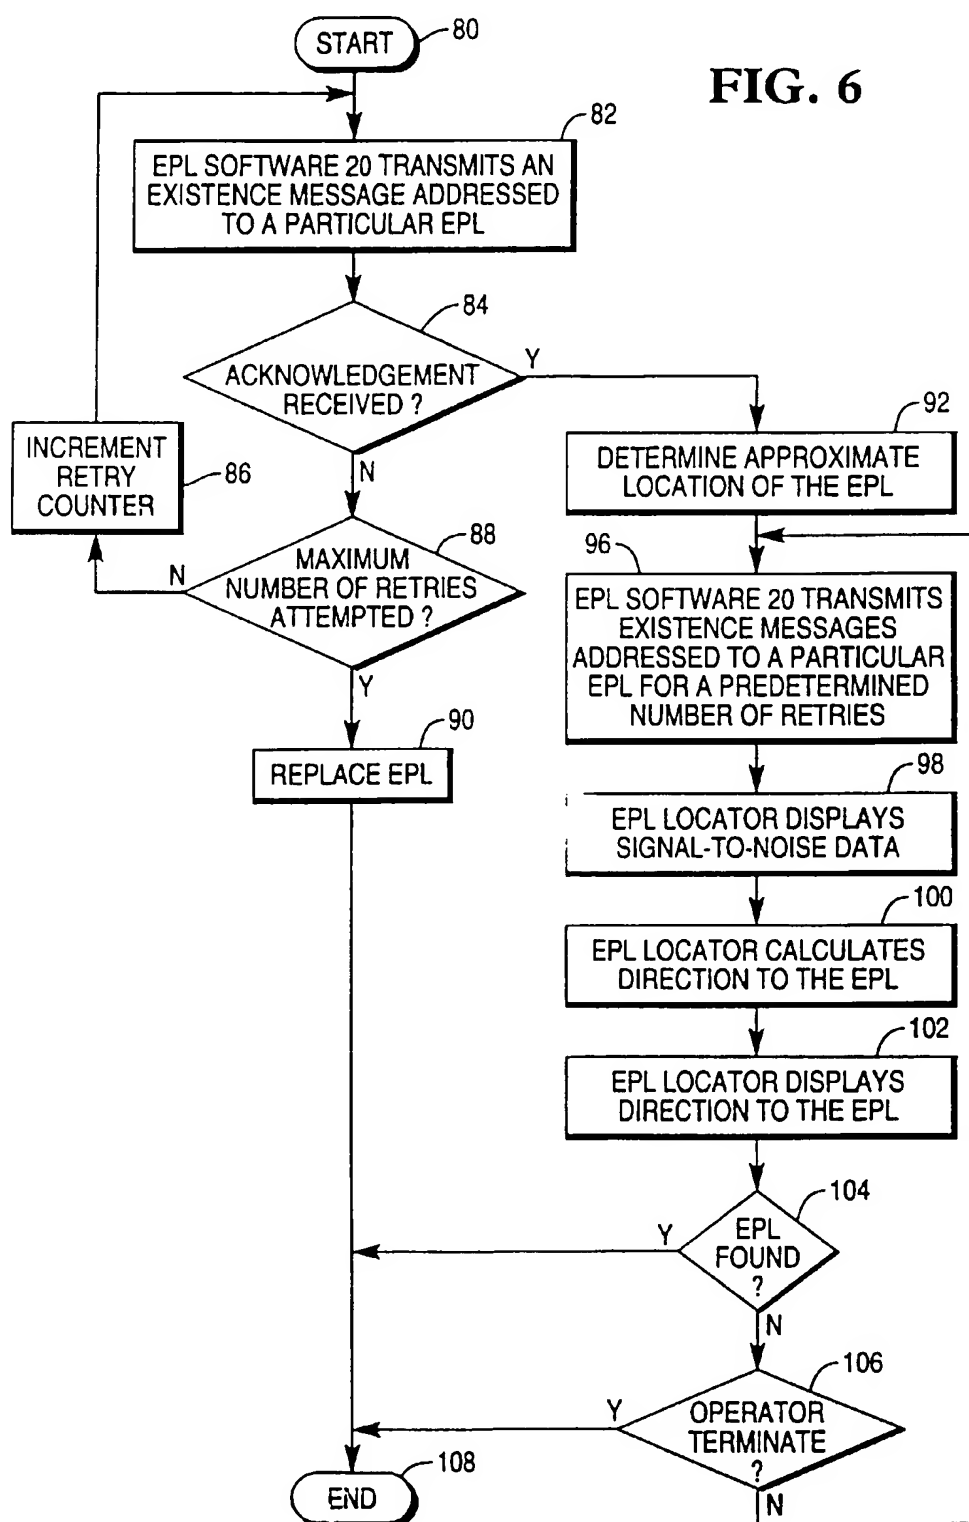 START
80
FIG. 6
82
EPL SOFTWARE 20 TRANSMITS AN
EXISTENCE MESSAGE ADDRESSED
TO A PARTICULAR EPL
84
ACKNOWLEDGEMENT
RECEIVED ?
Y
N
INCREMENT
RETRY
COUNTER
86
88
MAXIMUM
NUMBER OF RETRIES
ATTEMPTED ?
N
Y
90
REPLACE EPL
92
DETERMINE APPROXIMATE
LOCATION OF THE EPL
96
EPL SOFTWARE 20 TRANSMITS
EXISTENCE MESSAGES
ADDRESSED TO A PARTICULAR
EPL FOR A PREDETERMINED
NUMBER OF RETRIES
98
EPL LOCATOR DISPLAYS
SIGNAL-TO-NOISE DATA
100
EPL LOCATOR CALCULATES
DIRECTION TO THE EPL
102
EPL LOCATOR DISPLAYS
DIRECTION TO THE EPL
104
EPL
FOUND
?
Y
N
106
OPERATOR
TERMINATE
?
Y
N
108
END